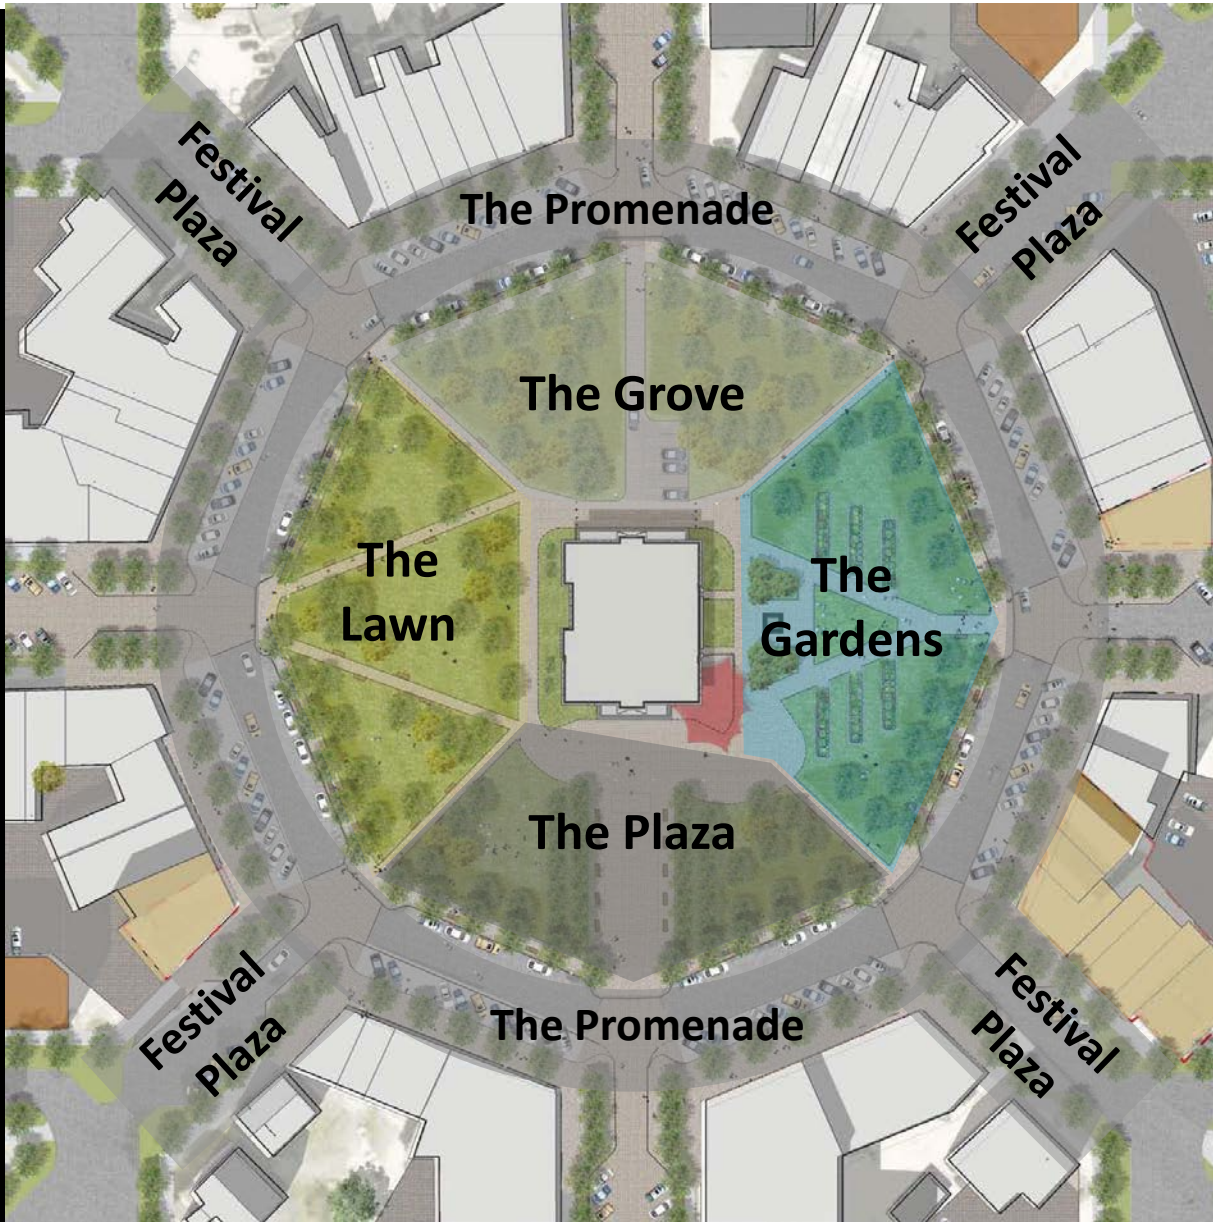 Festival
Plaza
The Promenade
Festival
Plaza
The Grove
The
Lawn
The
Gardens
The Plaza
Festival
Plaza
The Promenade
Festival
Plaza